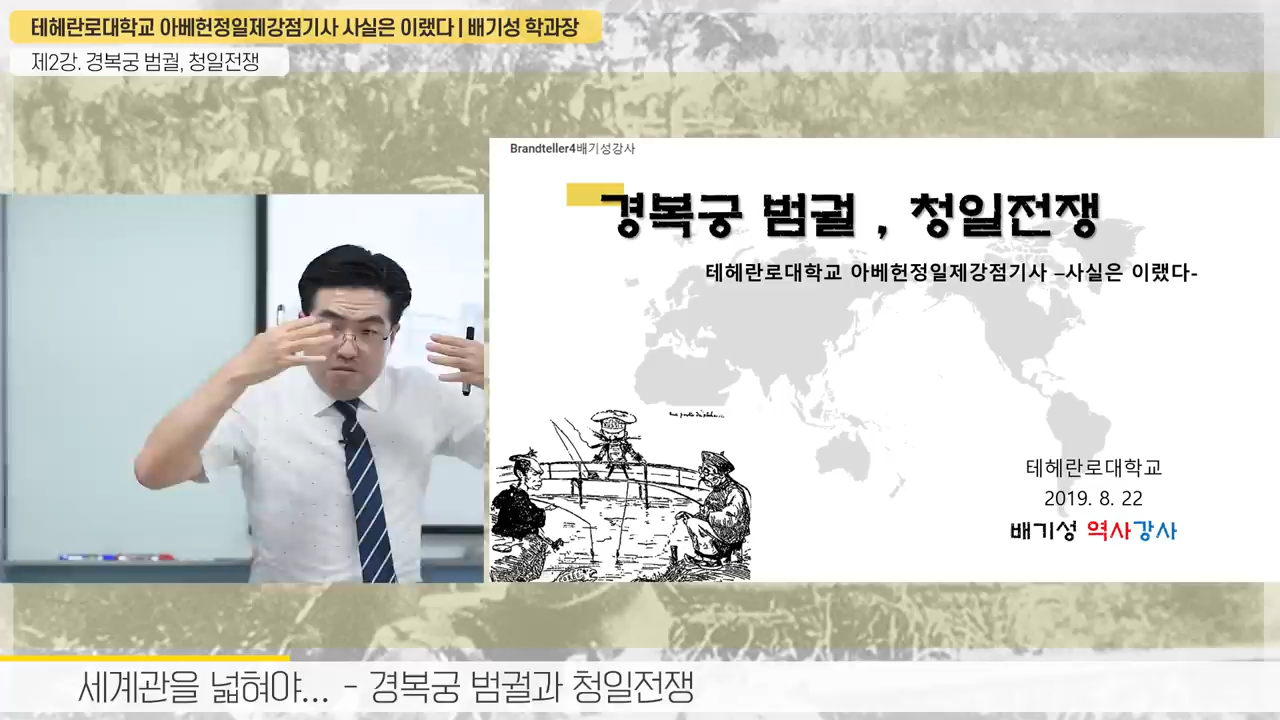 테헤란로대학교 아베헌정일제강점기사 사실은 이랬다 | 배기성 학과장
제2강. 경복궁 범궐, 청일전쟁
Brandteller4배기성강사
경복궁 범궐 , 청일전쟁
테헤란로대학교 아베헌정일제강점기사 –사실은 이랬다-
테헤란로대학교
2019. 8. 22
배기성 역사강사
세계관을 넓혀야... - 경복궁 범궐과 청일전쟁